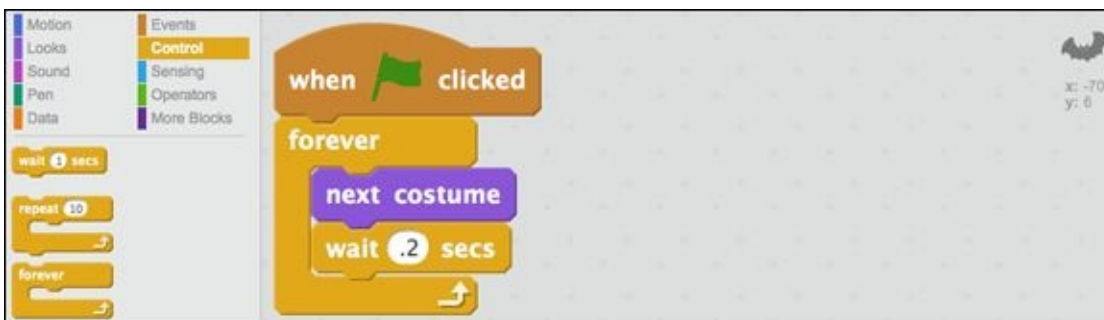 Motion Events
Looks Control
Sound Sensing
Pen Operators
Data More Blocks
wait 1 secs
repeat 10
forever
when clicked
forever
next costume
wait .2 secs
x: -70
y: 6